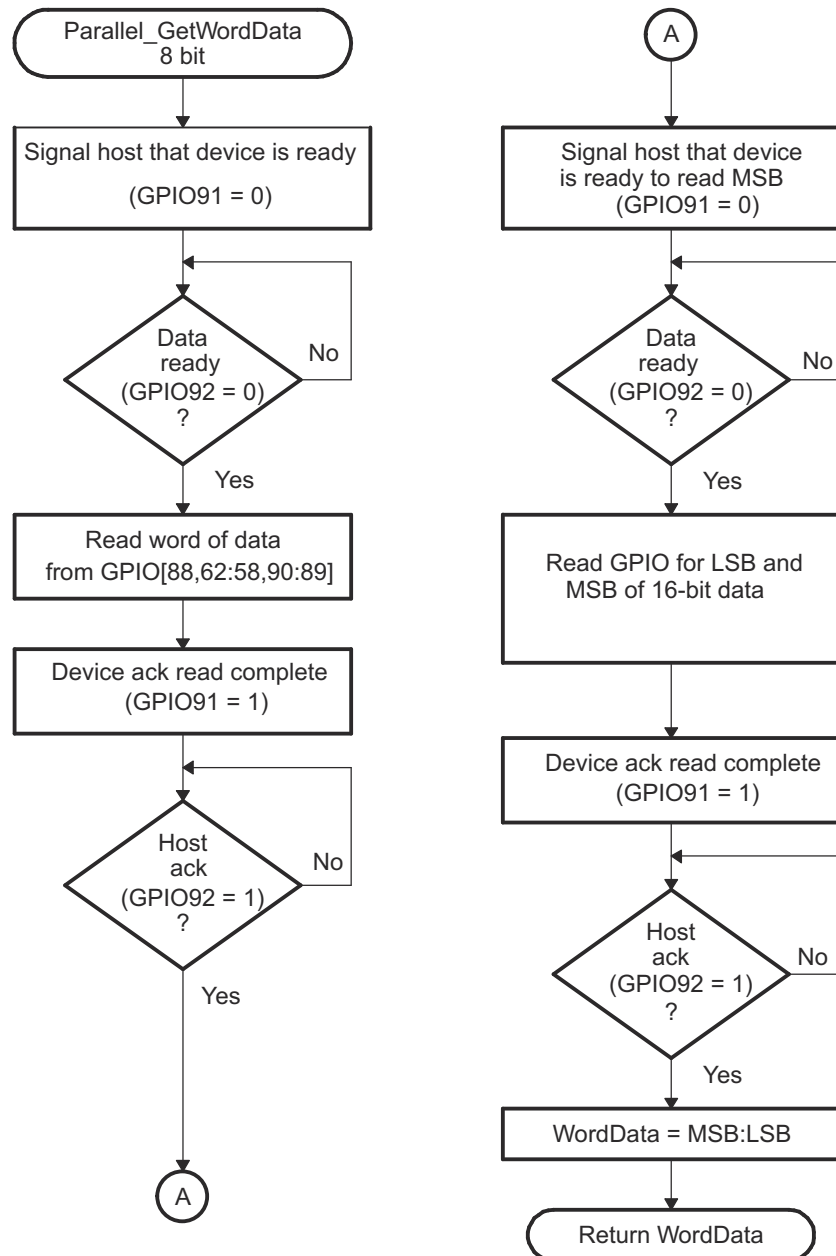 Parallel_GetWordData
8 bit
Signal host that device is ready
(GPIO91 = 0)
Data
ready
(GPIO92 = 0)
?
No
Yes
Read word of data
from GPIO[88,62:58,90:89]
Device ack read complete
(GPIO91 = 1)
Host
ack
(GPIO92 = 1)
?
No
Yes
A
A
Signal host that device
is ready to read MSB
(GPIO91 = 0)
Data
ready
(GPIO92 = 0)
?
No
Yes
Read GPIO for LSB and
MSB of 16-bit data
Device ack read complete
(GPIO91 = 1)
Host
ack
(GPIO92 = 1)
?
No
Yes
WordData = MSB:LSB
Return WordData